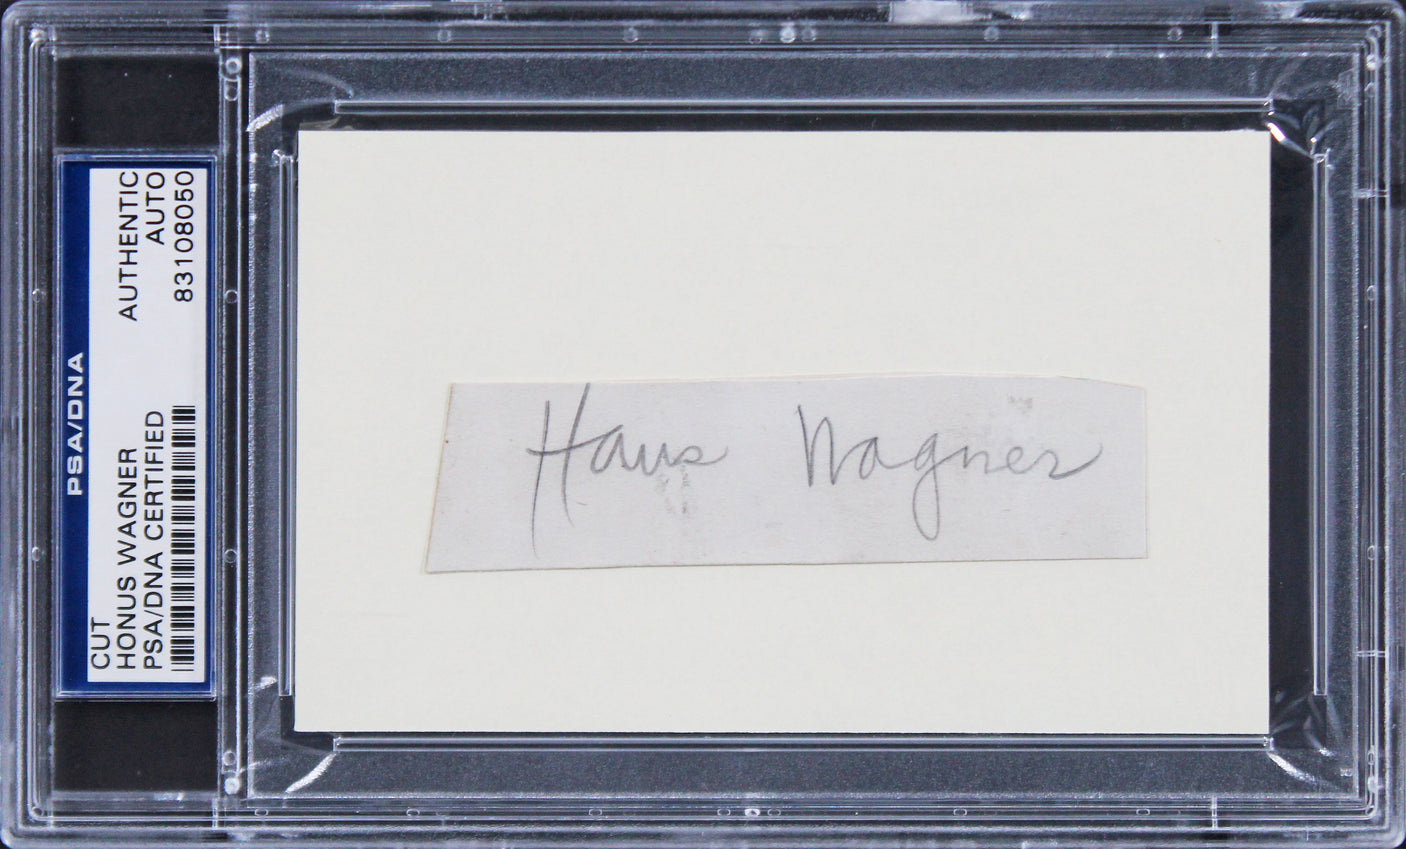 PSA/DNA
CUT AUTHENTIC
HONUS WAGNER AUTO
PSA/DNA CERTIFIED 83108050
Hans Wagner